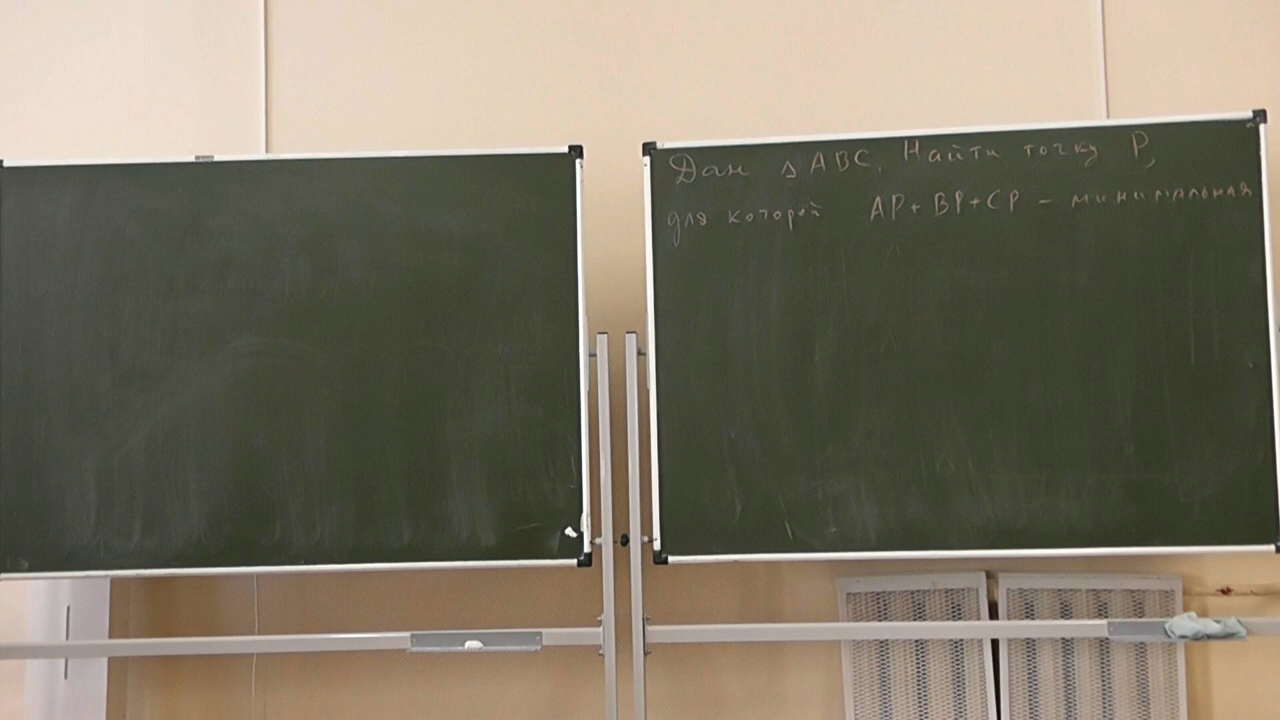 Дан △ABC. Найти точку P,
для которой AP+BP+CP – минимальная